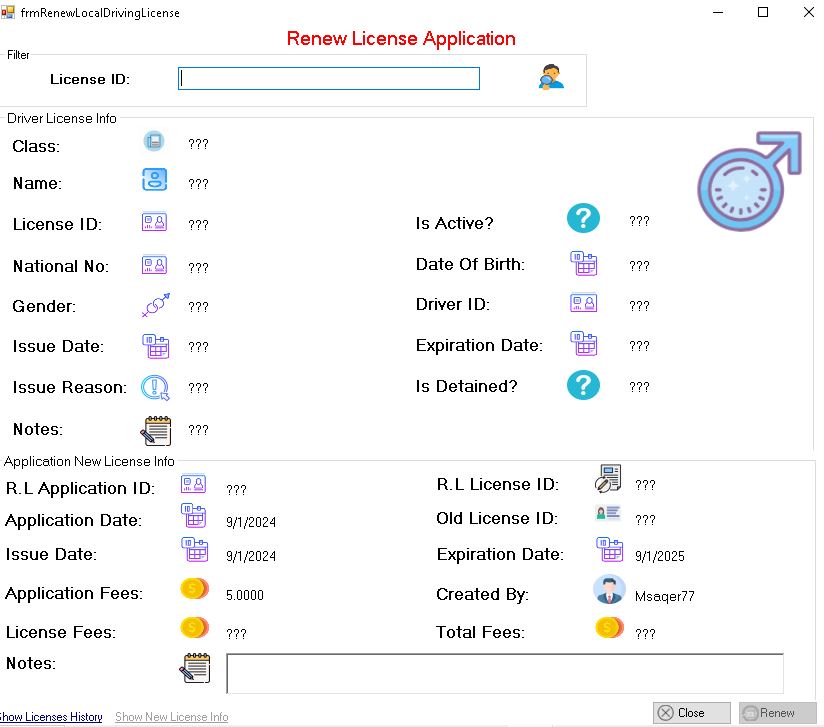 frmRenewLocalDrivingLicense
Renew License Application
Filter
License ID:
Driver License Info
Class: ???
Name: ???
License ID: ??? Is Active? ???
National No: ??? Date Of Birth: ???
Gender: ??? Driver ID: ???
Issue Date: ??? Expiration Date: ???
Issue Reason: ??? Is Detained? ???
Notes: ???
Application New License Info
R.L Application ID: ??? R.L License ID: ???
Application Date: 9/1/2024 Old License ID: ???
Issue Date: 9/1/2024 Expiration Date: 9/1/2025
Application Fees: 5.0000 Created By: Msaqer77
License Fees: ??? Total Fees: ???
Notes:
Show Licenses History Show New License Info Close Renew